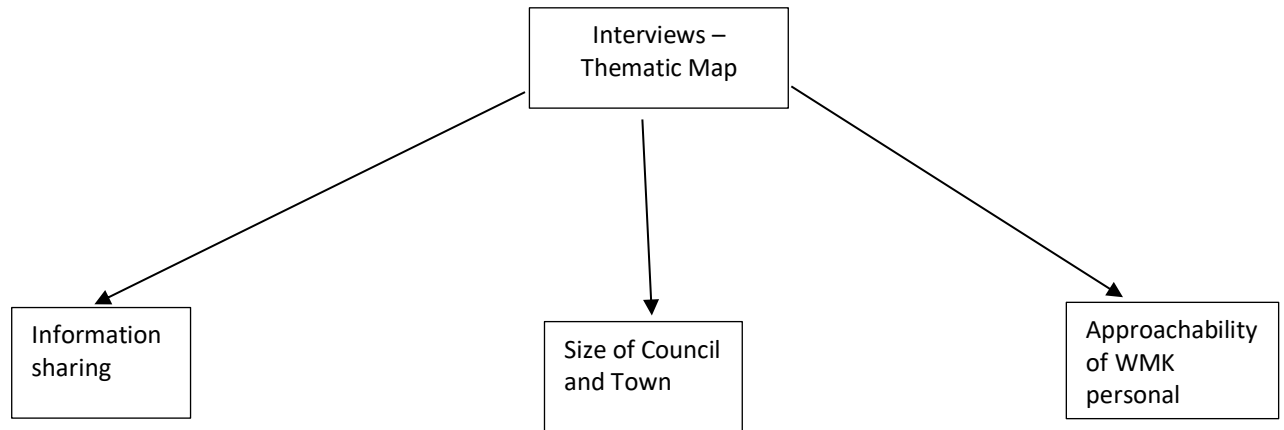 Interviews –
Thematic Map
Information
sharing
Size of Council
and Town
Approachability
of WMK
personal